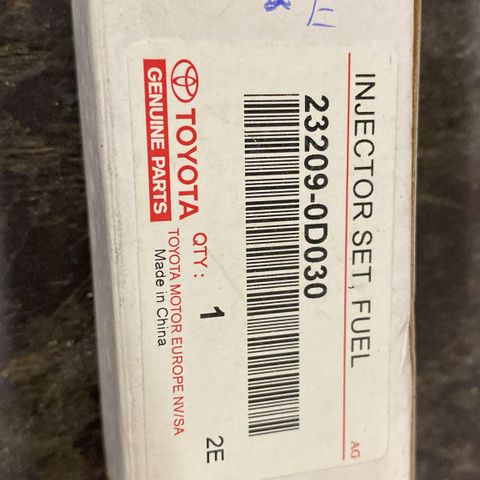 INJECTOR SET, FUEL
AG
23209-0D030
TOYOTA
QTY :
1
2E
GENUINE PARTS
TOYOTA MOTOR EUROPE NV/SA
Made in China